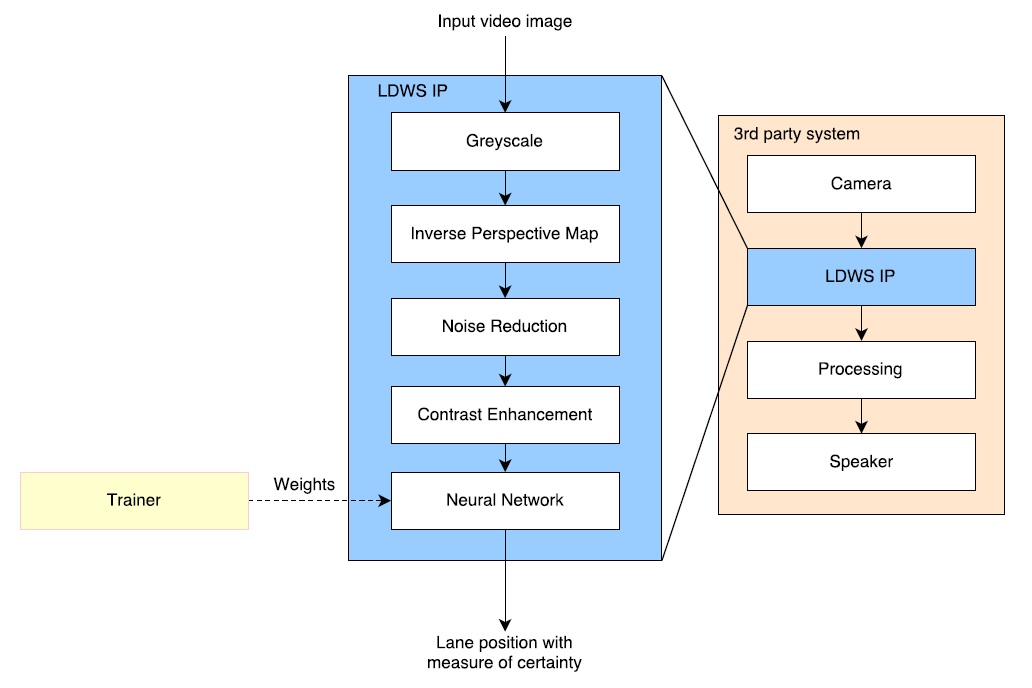 Input video image
LDWS IP
Greyscale
Inverse Perspective Map
Noise Reduction
Contrast Enhancement
Neural Network
Trainer
Weights
Lane position with
measure of certainty
3rd party system
Camera
LDWS IP
Processing
Speaker